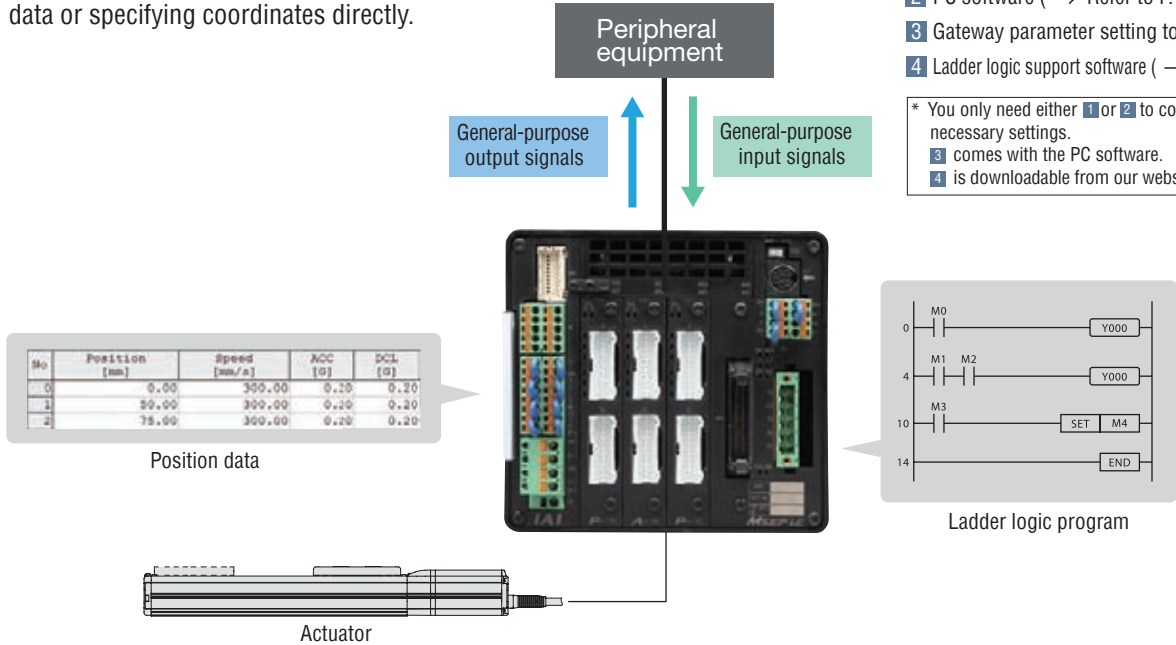 data or specifying coordinates directly.
Refer to P.
3 Gateway parameter setting to
4 Ladder logic support software ( —
* You only need either 1 or 2 to co
necessary settings.
3 comes with the PC software.
4 is downloadable from our webs
Peripheral
equipment
General-purpose
output signals
General-purpose
input signals
No Position [mm] Speed [mm/s] ACC [G] DCL [G]
0 0.00 300.00 0.20 0.20
1 50.00 300.00 0.20 0.20
2 75.00 300.00 0.20 0.20
Position data
IAI
P
A
P
MSEP LC
0 M0 Y000
4 M1 M2 Y000
10 M3 SET M4
14 END
Ladder logic program
Actuator